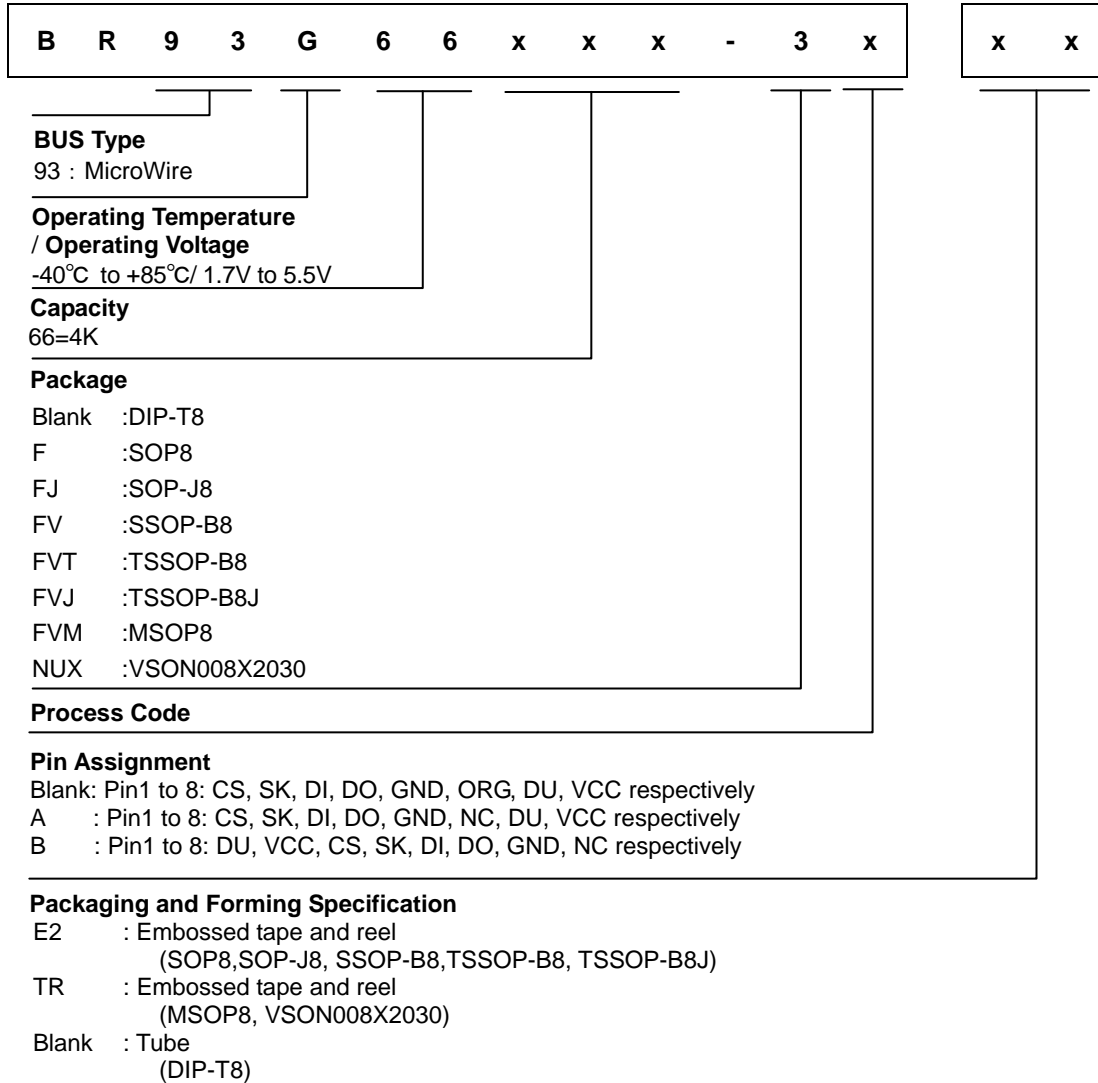 B R 9 3 G 6 6 x x x - 3 x x x
BUS Type
93 : MicroWire
Operating Temperature
/ Operating Voltage
-40℃ to +85℃/ 1.7V to 5.5V
Capacity
66=4K
Package
Blank :DIP-T8
F :SOP8
FJ :SOP-J8
FV :SSOP-B8
FVT :TSSOP-B8
FVJ :TSSOP-B8J
FVM :MSOP8
NUX :VSON008X2030
Process Code
Pin Assignment
Blank: Pin1 to 8: CS, SK, DI, DO, GND, ORG, DU, VCC respectively
A : Pin1 to 8: CS, SK, DI, DO, GND, NC, DU, VCC respectively
B : Pin1 to 8: DU, VCC, CS, SK, DI, DO, GND, NC respectively
Packaging and Forming Specification
E2 : Embossed tape and reel
(SOP8,SOP-J8, SSOP-B8,TSSOP-B8, TSSOP-B8J)
TR : Embossed tape and reel
(MSOP8, VSON008X2030)
Blank : Tube
(DIP-T8)